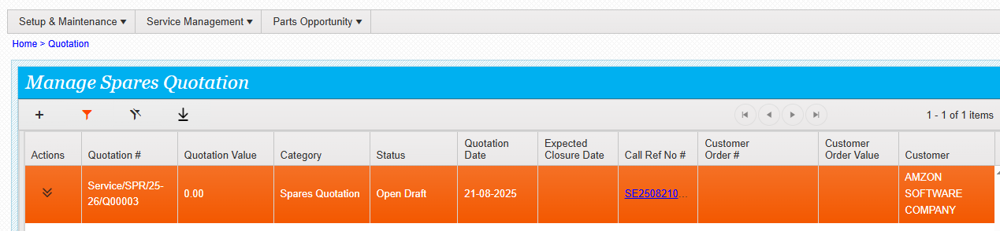 Setup & Maintenance Service Management Parts Opportunity
Home > Quotation
Manage Spares Quotation
1 - 1 of 1 items
Actions Quotation # Quotation Value Category Status Quotation Date Expected Closure Date Call Ref No # Customer Order # Customer Order Value Customer
Service/SPR/25-26/Q00003 0.00 Spares Quotation Open Draft 21-08-2025 SE2508210... AMZON SOFTWARE COMPANY